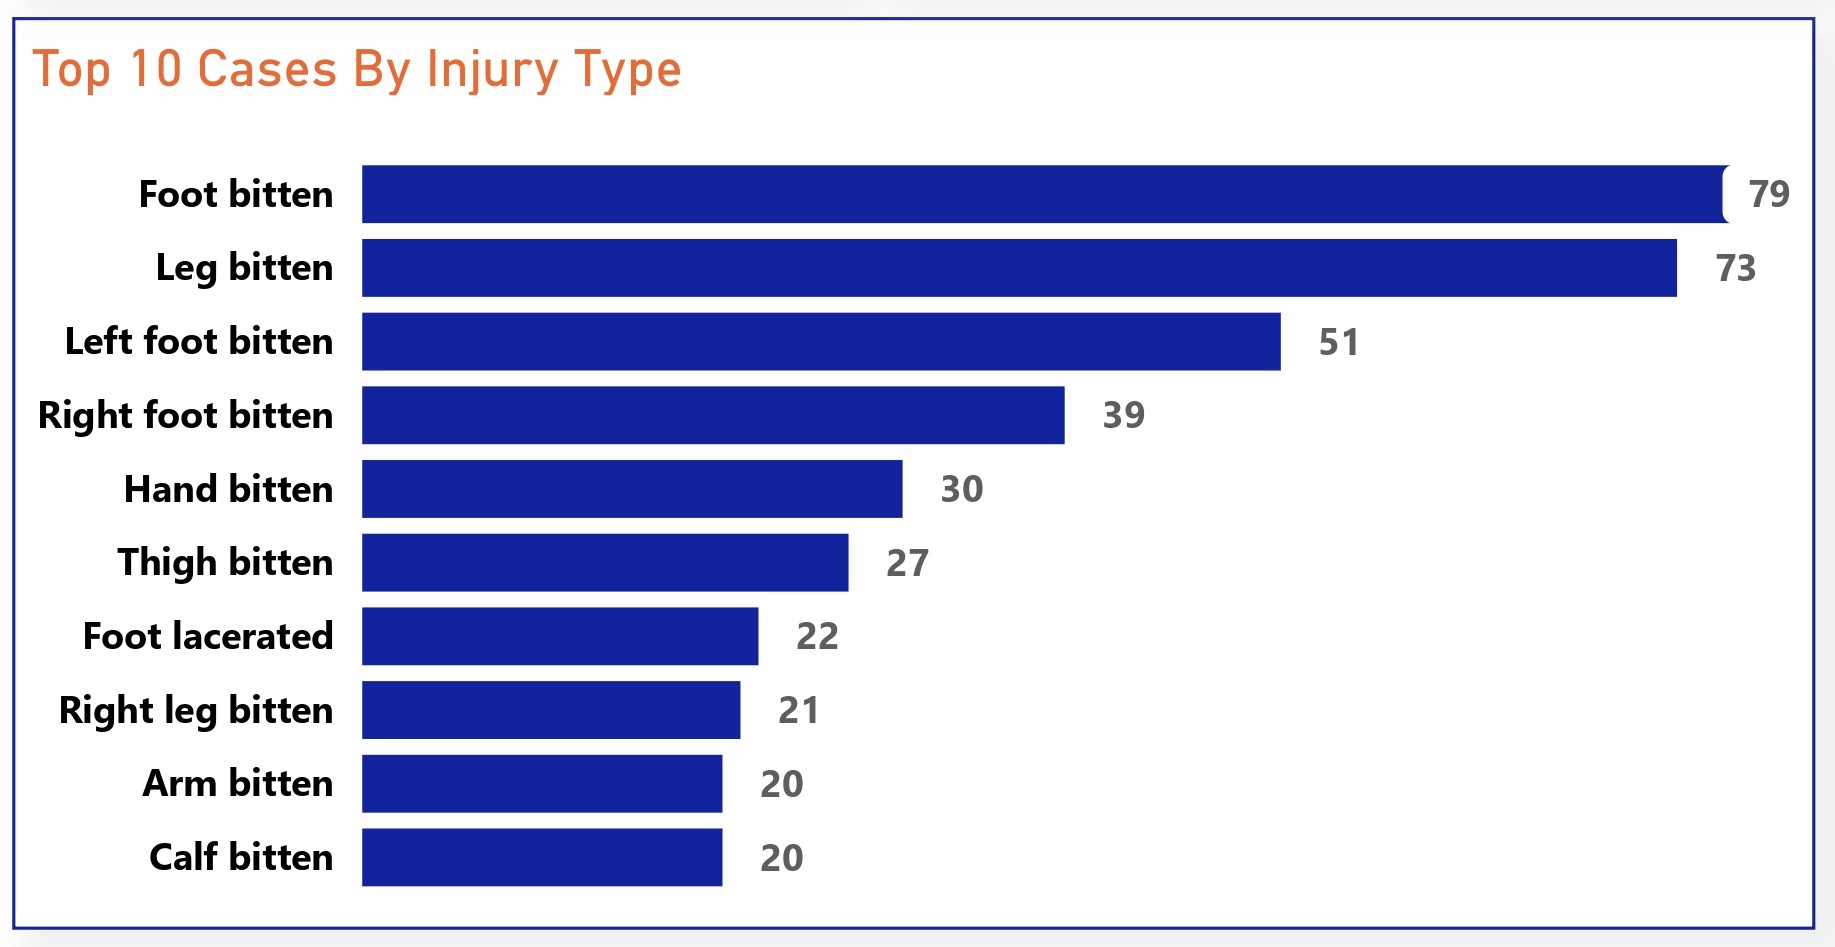 Top 10 Cases By Injury Type
Foot bitten 79
Leg bitten 73
Left foot bitten 51
Right foot bitten 39
Hand bitten 30
Thigh bitten 27
Foot lacerated 22
Right leg bitten 21
Arm bitten 20
Calf bitten 20